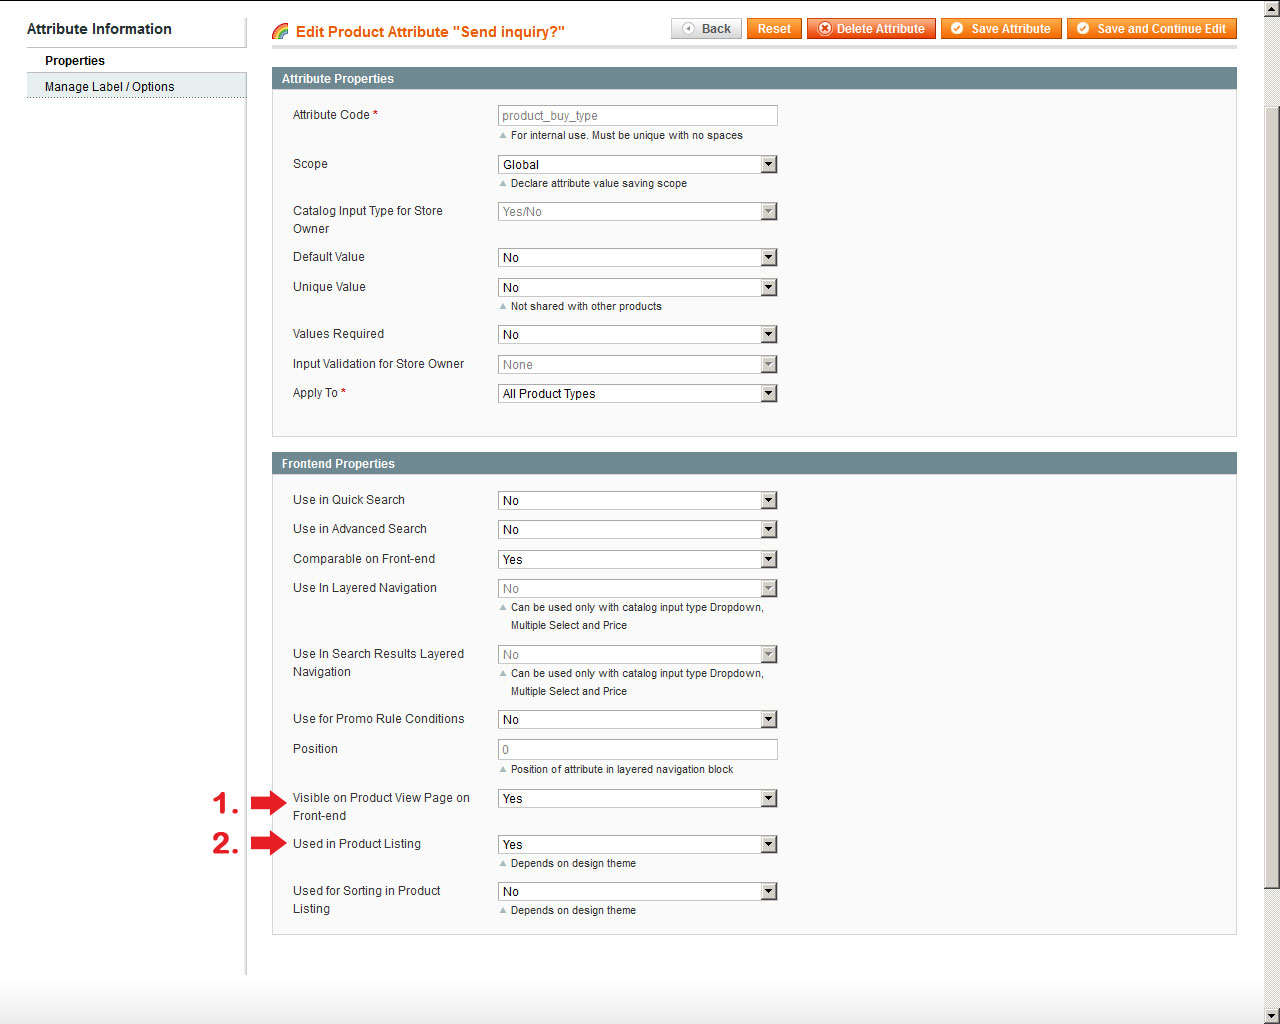 Attribute Information
Properties
Manage Label / Options
Edit Product Attribute "Send inquiry?"
Back
Reset
Delete Attribute
Save Attribute
Save and Continue Edit
Attribute Properties
Attribute Code *
product_buy_type
For internal use. Must be unique with no spaces
Scope
Global
Declare attribute value saving scope
Catalog Input Type for Store
Owner
Yes/No
Default Value
No
Unique Value
No
Not shared with other products
Values Required
No
Input Validation for Store Owner
None
Apply To *
All Product Types
Frontend Properties
Use in Quick Search
No
Use in Advanced Search
No
Comparable on Front-end
Yes
Use In Layered Navigation
No
Can be used only with catalog input type Dropdown,
Multiple Select and Price
Use In Search Results Layered
Navigation
No
Can be used only with catalog input type Dropdown,
Multiple Select and Price
Use for Promo Rule Conditions
No
Position
0
Position of attribute in layered navigation block
1.
Visible on Product View Page on
Front-end
Yes
2.
Used in Product Listing
Yes
Depends on design theme
Used for Sorting in Product
Listing
No
Depends on design theme